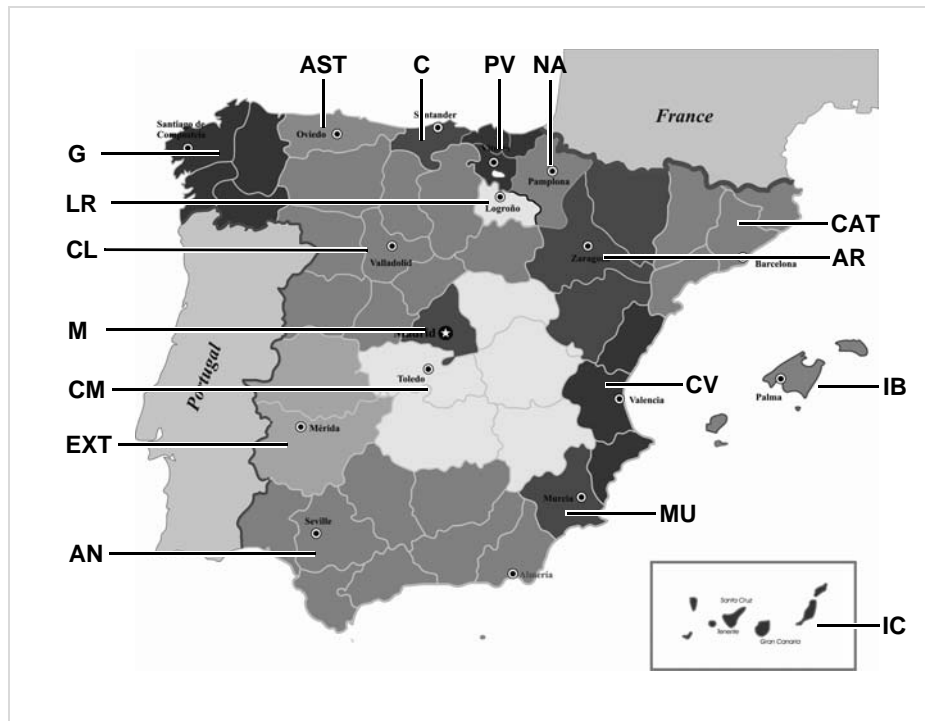 AST C PV NA
France
Santander
Santiago de
Compostela
Oviedo
G
Pamplona
LR
Logroño
CAT
CL
Valladolid
Barcelona
AR
M
Madrid
Portugal
Toledo
CM
CV
Palma
IB
Valencia
EXT
Mérida
Murcia
MU
Seville
AN
Almería
Santa Cruz
Tenerife
Gran Canaria
IC